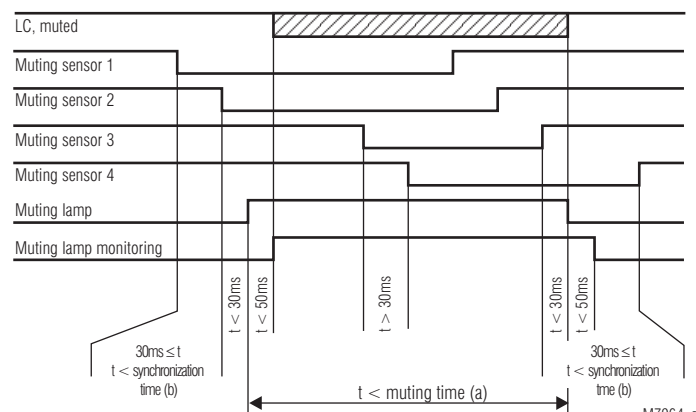 LC, muted
Muting sensor 1
Muting sensor 2
Muting sensor 3
Muting sensor 4
Muting lamp
Muting lamp monitoring
t < 30ms
t < 50ms
t > 30ms
t < 30ms
t < 50ms
30ms ≤ t
t < synchronization
time (b)
30ms ≤ t
t < synchronization
tme (b)
t < muting time (a)